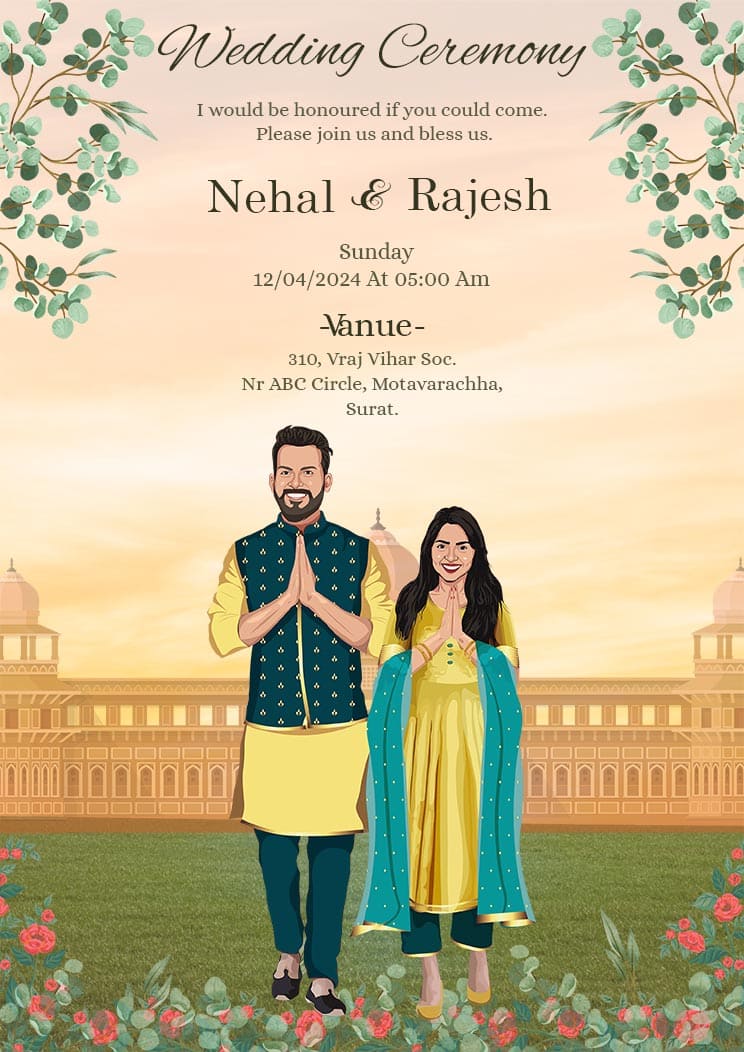 Wedding Ceremony
I would be honoured if you could come.
Please join us and bless us.
Nehal & Rajesh
Sunday
12/04/2024 At 05:00 Am
-Vanue-
310, Vraj Vihar Soc.
Nr ABC Circle, Motavarachha,
Surat.